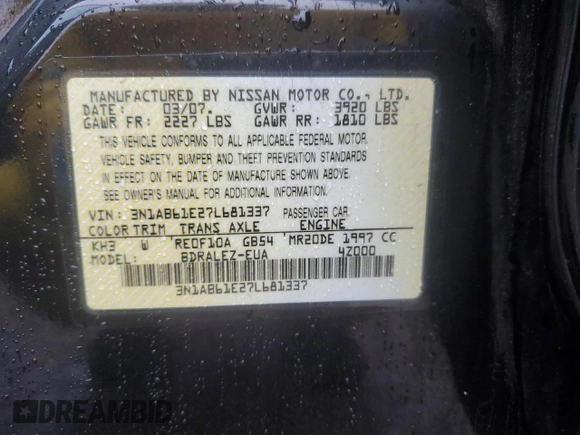 MANUFACTURED BY NISSAN MOTOR CO., LTD.
DATE: 03/07. GVWR: 3920 LBS
GAWR FR: 2227 LBS GAWR RR: 1810 LBS
THIS VEHICLE CONFORMS TO ALL APPLICABLE FEDERAL MOTOR
VEHICLE SAFETY, BUMPER AND THEFT PREVENTION STANDARDS
IN EFFECT ON THE DATE OF MANUFACTURE SHOWN ABOVE.
SEE OWNER'S MANUAL FOR ADDITIONAL INFORMATION.
VIN: 3N1AB61E27L681337 PASSENGER CAR
COLOR TRIM TRANS AXLE ENGINE
KH3 W RE0F10A GB54 MR20DE 1997 CC
MODEL: BDRALEZ-EUA 4Z000
3N1AB61E27L681337
DREAMBID